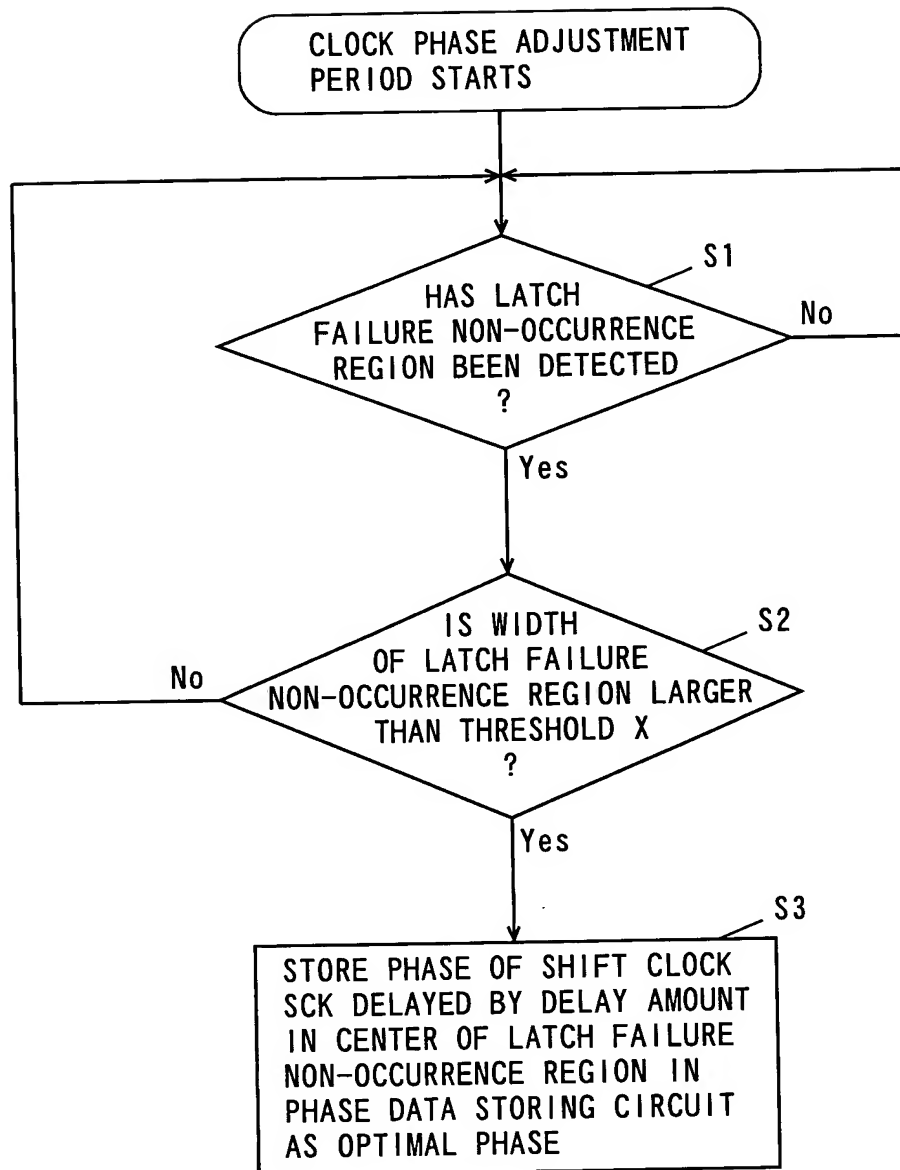 CLOCK PHASE ADJUSTMENT
PERIOD STARTS
S1
HAS LATCH
FAILURE NON-OCCURRENCE
REGION BEEN DETECTED
?
No
Yes
S2
IS WIDTH
OF LATCH FAILURE
NON-OCCURRENCE REGION LARGER
THAN THRESHOLD X
?
No
Yes
S3
STORE PHASE OF SHIFT CLOCK
SCK DELAYED BY DELAY AMOUNT
IN CENTER OF LATCH FAILURE
NON-OCCURRENCE REGION IN
PHASE DATA STORING CIRCUIT
AS OPTIMAL PHASE